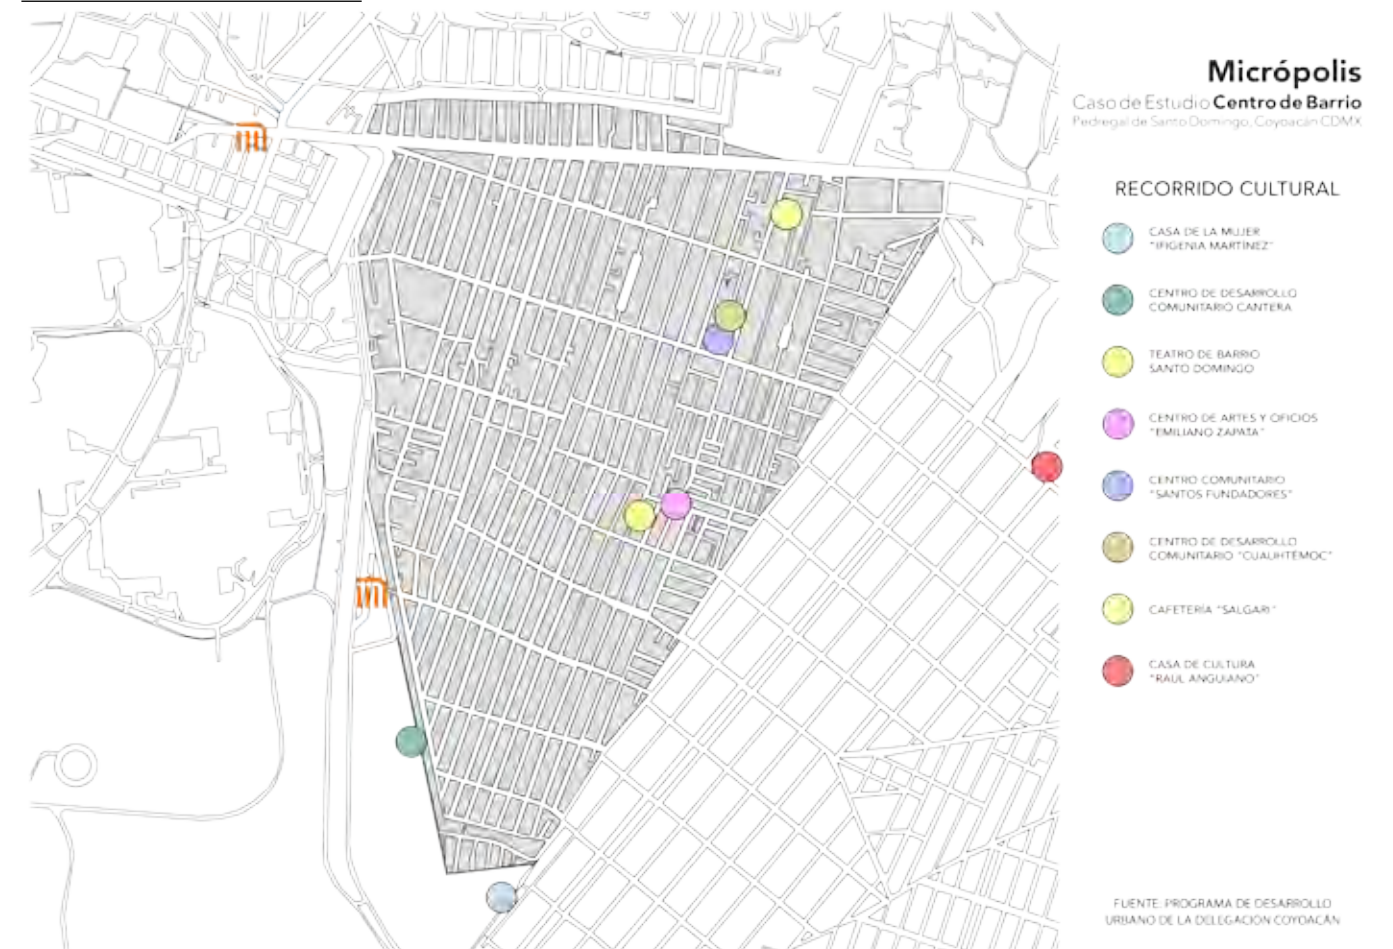 Micrópolis
Caso de Estudio Centro de Barrio
Pedregal de Santo Domingo, Coyoacán CDMX
RECORRIDO CULTURAL
CASA DE LA MUJER
"IFIGENIA MARTÍNEZ"
CENTRO DE DESARROLLO
COMUNITARIO CANTERA
TEATRO DE BARRIO
SANTO DOMINGO
CENTRO DE ARTES Y OFICIOS
"EMILIANO ZAPATA"
CENTRO COMUNITARIO
"SANTOS FUNDADORES"
CENTRO DE DESARROLLO
COMUNITARIO "CUAUHTÉMOC"
CAFETERÍA "SALGARI"
CASA DE CULTURA
"RAUL ANGUIANO"
FUENTE: PROGRAMA DE DESARROLLO
URBANO DE LA DELEGACIÓN COYOACÁN